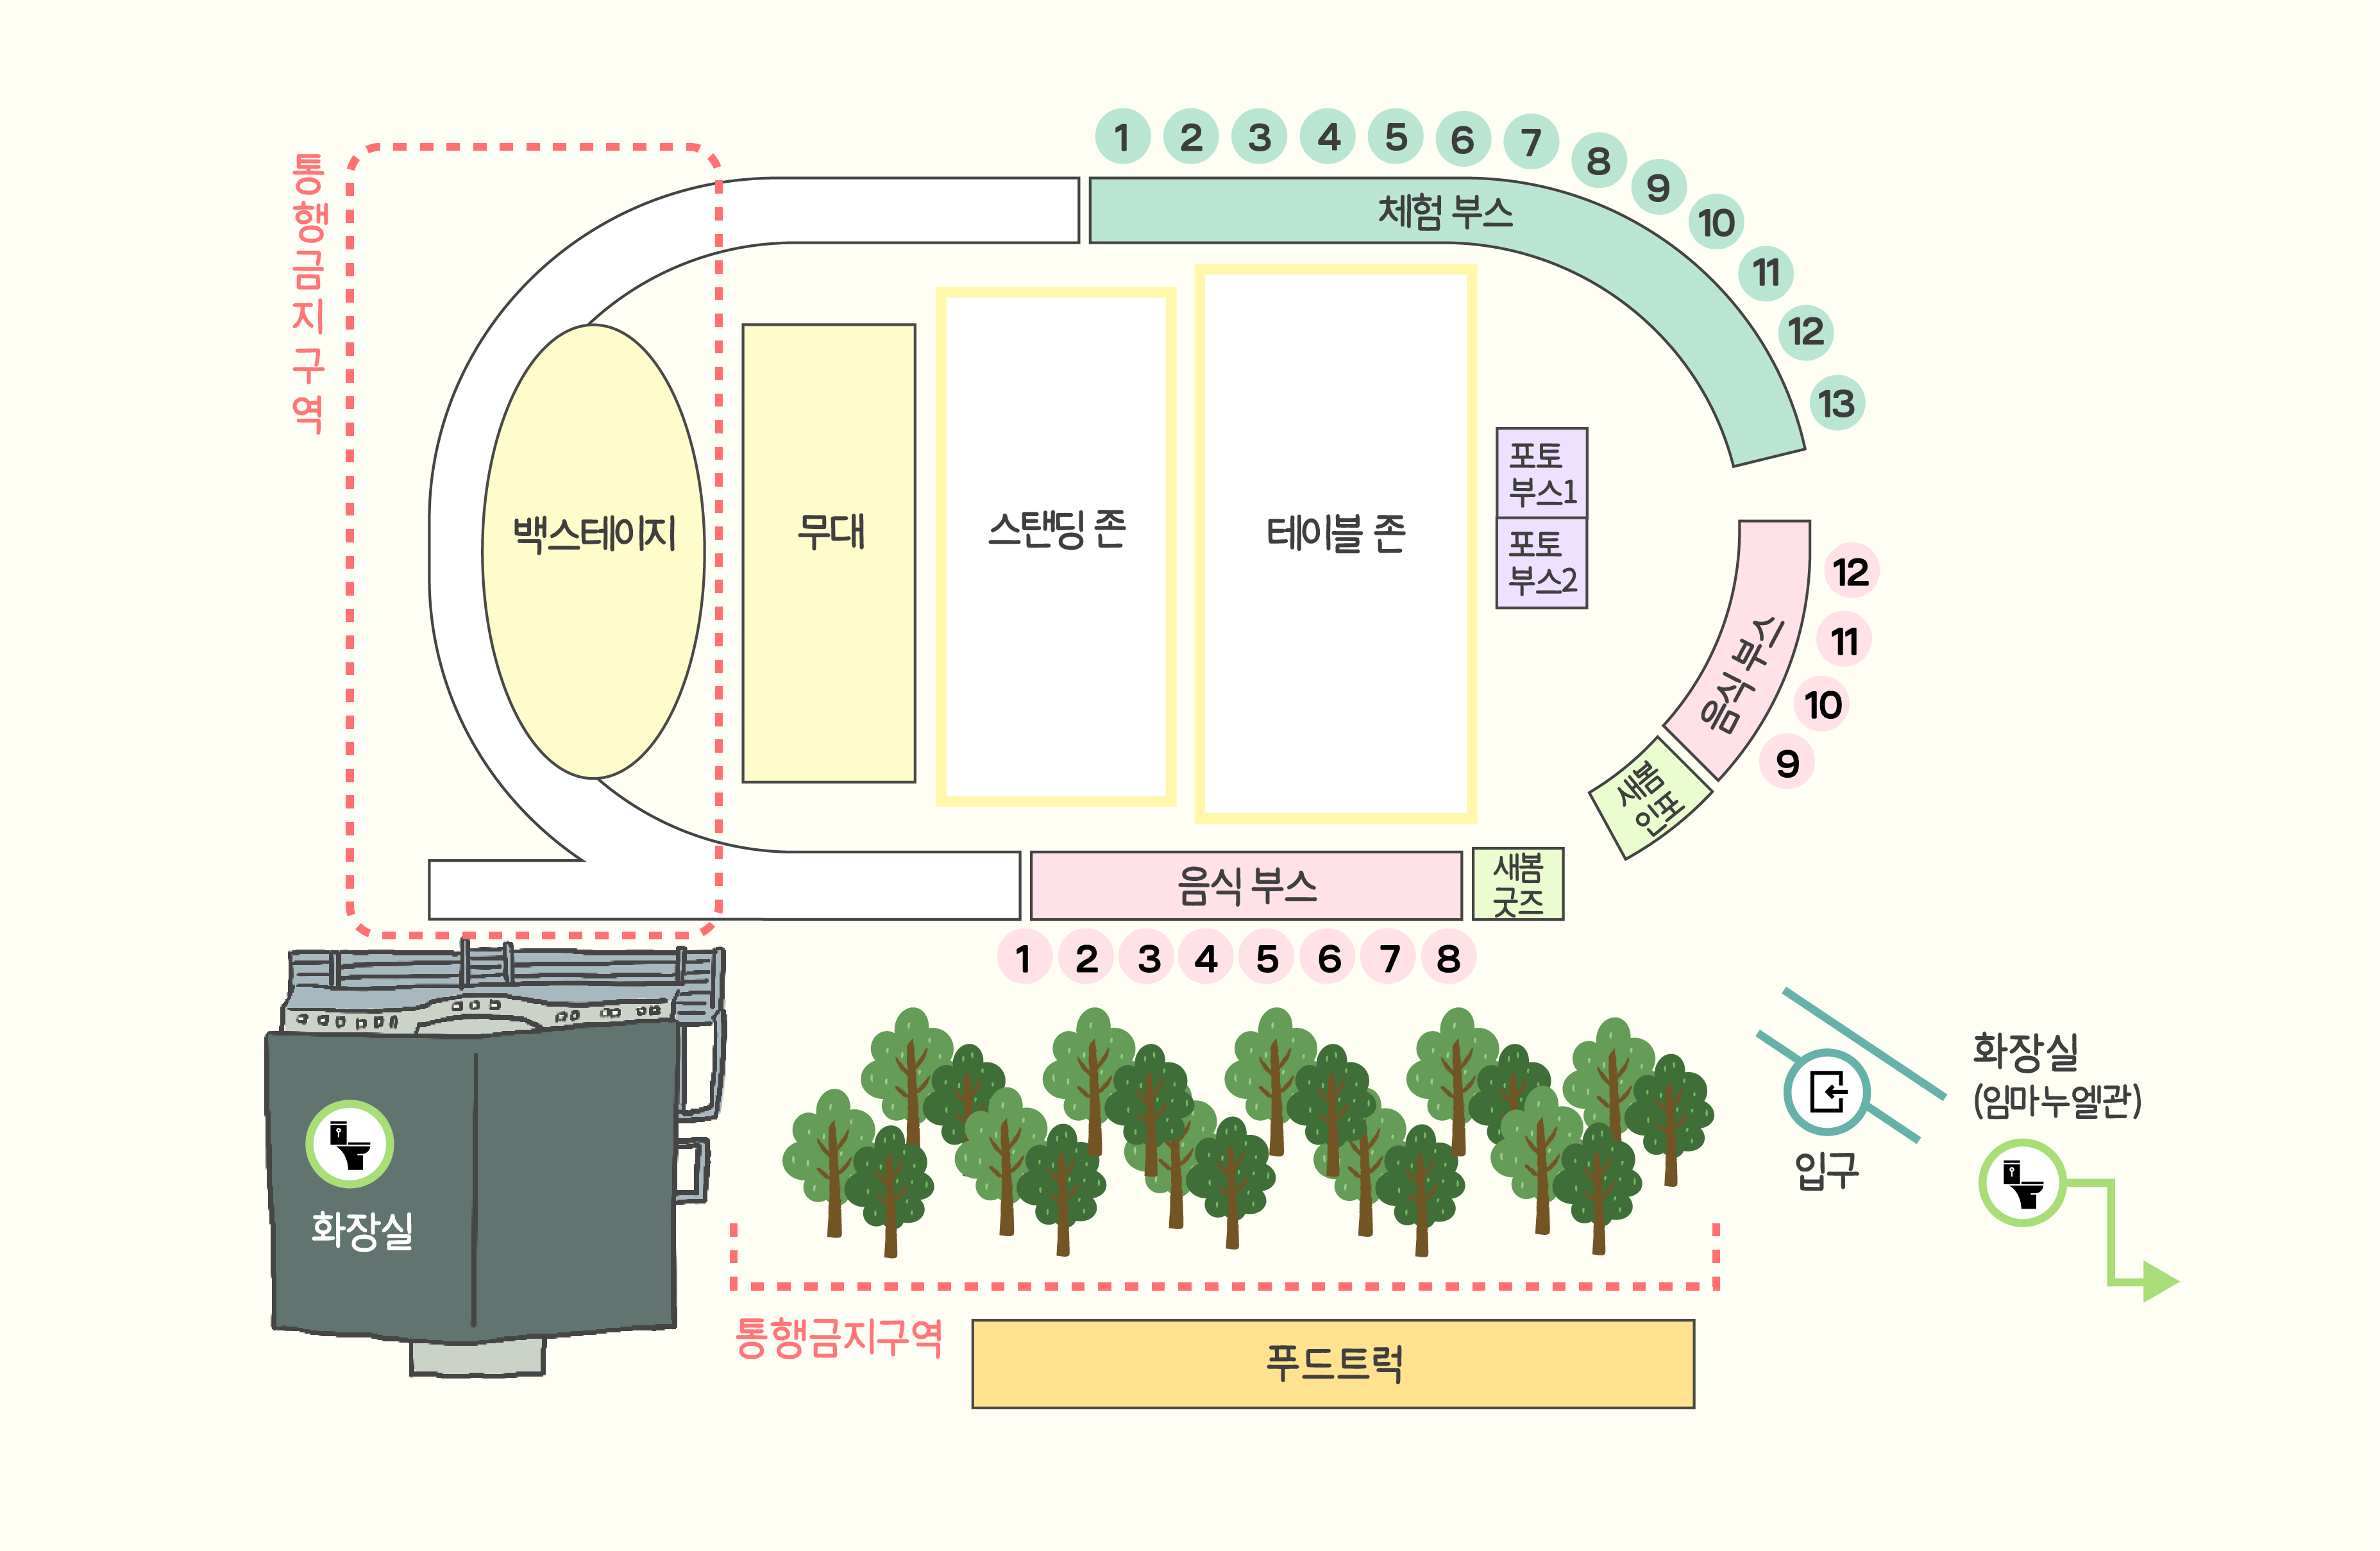 통행금지구역
1 2 3 4 5 6 7 8 9 10 11 12 13
체험 부스
백스테이지
무대
스탠딩 존
테이블 존
포토
부스1
포토
부스2
12
11
10
9
음식 부스
새봄
인포
음식 부스
새봄
굿즈
1 2 3 4 5 6 7 8
화장실
(임마누엘관)
입구
화장실
통행금지구역
푸드트럭